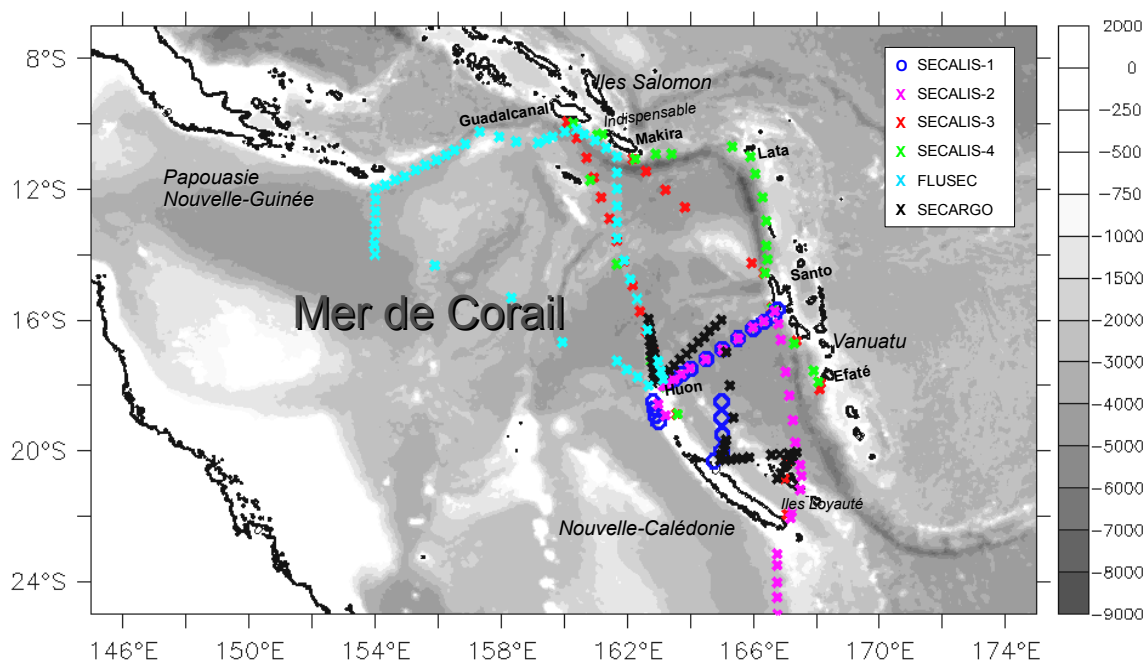 8°S
12°S
16°S
20°S
24°S
146°E
150°E
154°E
158°E
162°E
166°E
170°E
174°E
Iles Salomon
Guadalcanal
Indispensable
Makira
Lata
Papouasie
Nouvelle-Guinée
Santo
Mer de Corail
Vanuatu
Efaté
Huon
Iles Loyauté
Nouvelle-Calédonie
SECALIS-1
SECALIS-2
SECALIS-3
SECALIS-4
FLUSEC
SECARGO
2000
0
-250
-500
-750
-1000
-1500
-2000
-3000
-4000
-5000
-6000
-7000
-8000
-9000